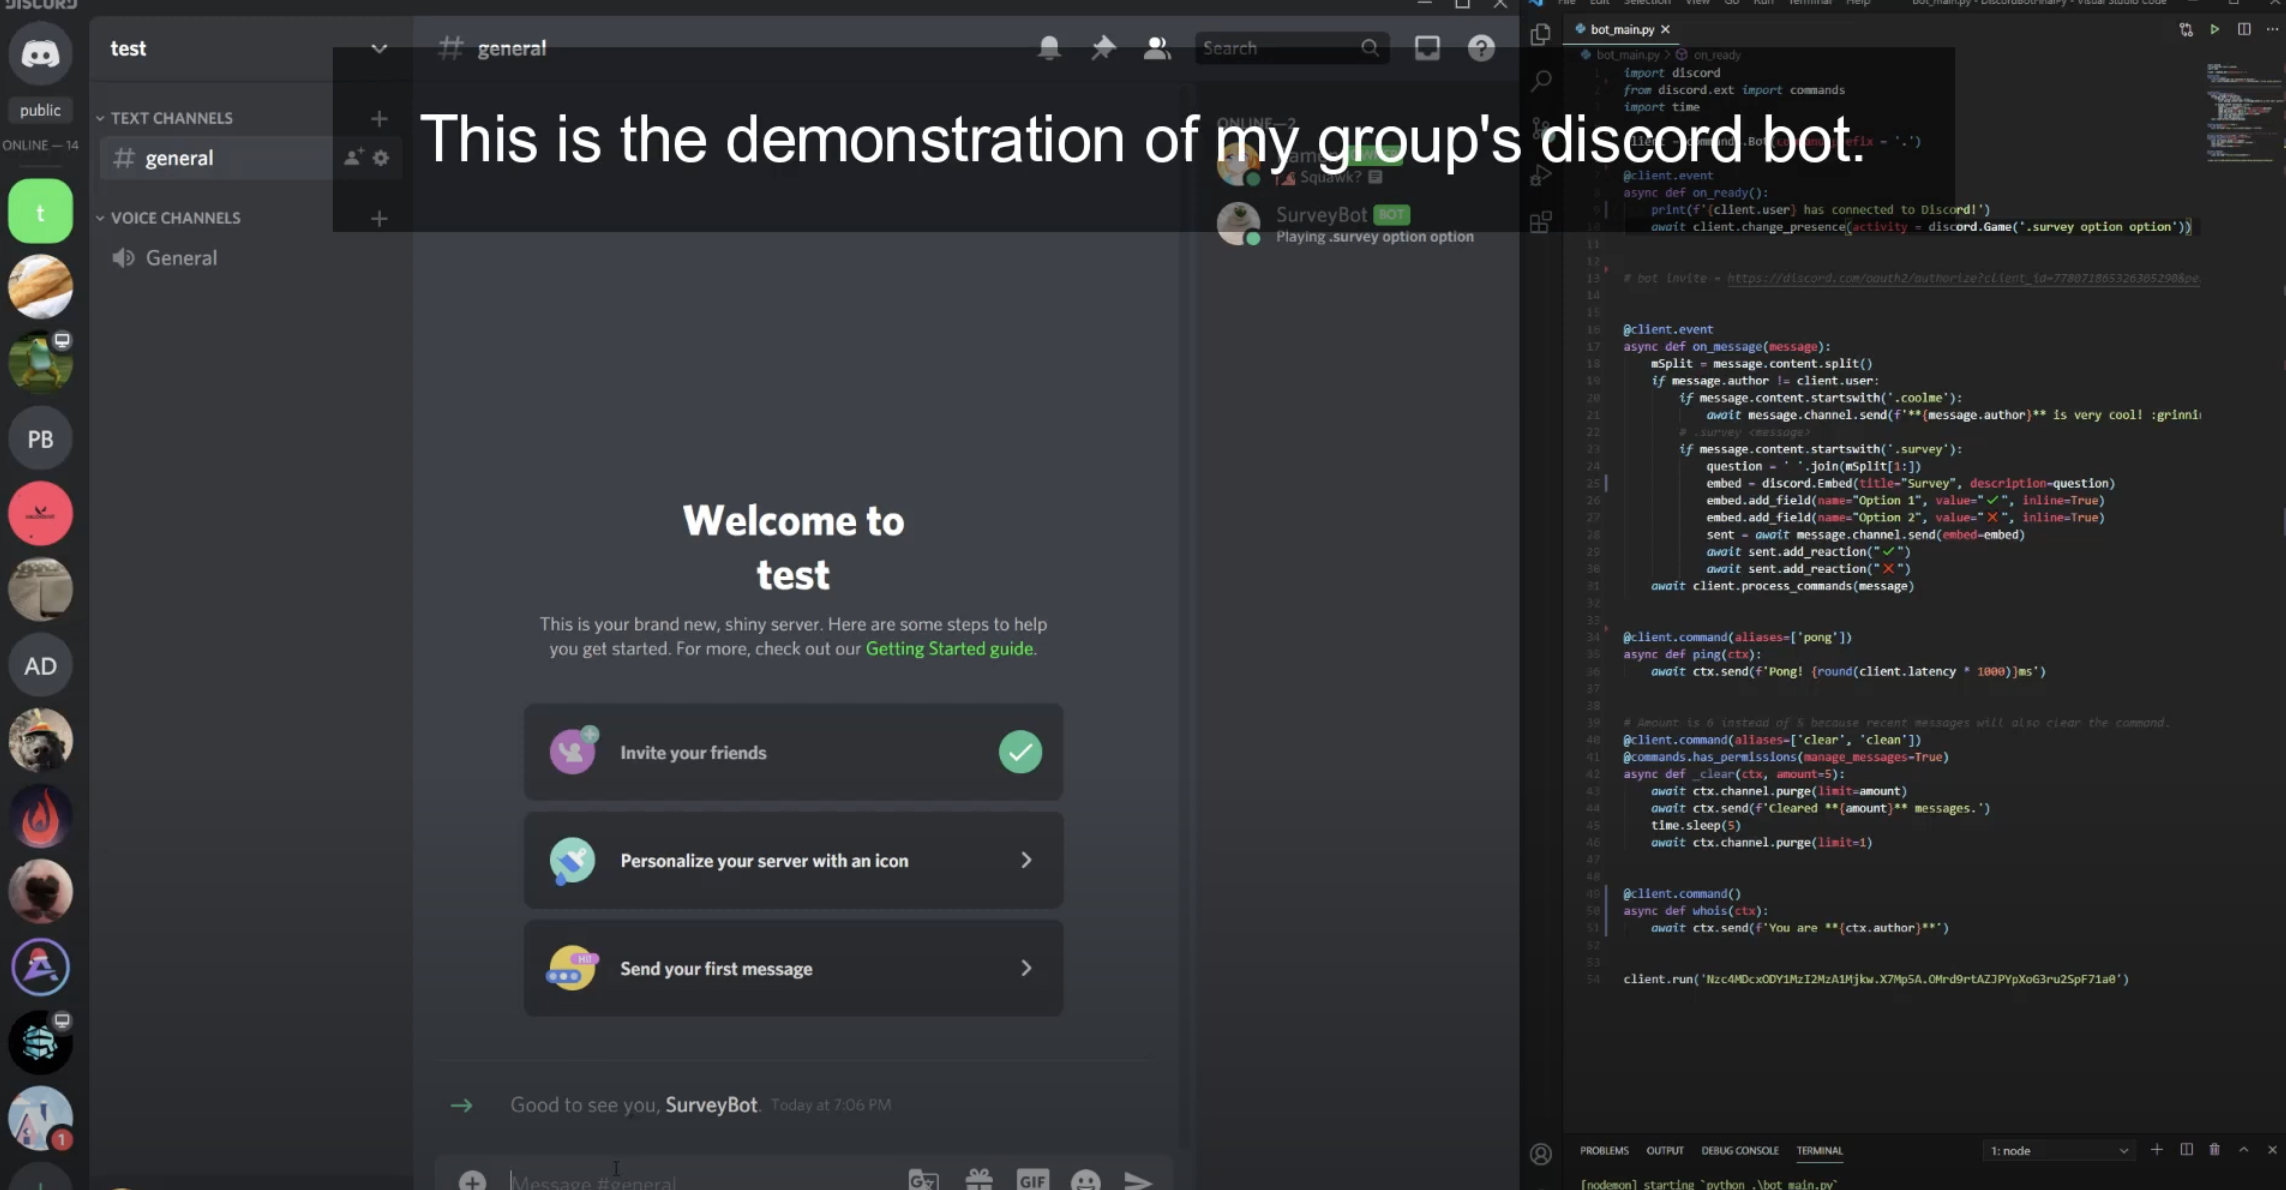 DISCORD
test
general
Search
public
ONLINE — 14
TEXT CHANNELS
general
VOICE CHANNELS
General
t
PB
AD
1
This is the demonstration of my group's discord bot.
ONLINE—2
Squawk?
SurveyBot BOT
Playing .survey option option
Welcome to
test
This is your brand new, shiny server. Here are some steps to help
you get started. For more, check out our Getting Started guide.
Invite your friends
Personalize your server with an icon
Send your first message
Good to see you, SurveyBot. Today at 7:06 PM
Message #general
GIF
File Edit Selection View Go Run Terminal Help
bot_main.py
bot_main.py > on_ready
import discord
from discord.ext import commands
import time
@client.event
async def on_ready():
print(f'{client.user} has connected to Discord!')
await client.change_presence(activity = discord.Game('.survey option option'))
# bot invite = https://discord.com/oauth2/authorize?client_id=778071865326305290&pe
@client.event
async def on_message(message):
mSplit = message.content.split()
if message.author != client.user:
if message.content.startswith('.coolme'):
await message.channel.send(f'**{message.author}** is very cool! :grinni
# .survey <message>
if message.content.startswith('.survey'):
question = ' '.join(mSplit[1:])
embed = discord.Embed(title="Survey", description=question)
embed.add_field(name="Option 1", value="✓", inline=True)
embed.add_field(name="Option 2", value="❌", inline=True)
sent = await message.channel.send(embed=embed)
await sent.add_reaction("✓")
await sent.add_reaction("❌")
await client.process_commands(message)
@client.command(aliases=['pong'])
async def ping(ctx):
await ctx.send(f'Pong! {round(client.latency * 1000)}ms')
# Amount is 6 instead of 5 because recent messages will also clear the command.
@client.command(aliases=['clear', 'clean'])
@commands.has_permissions(manage_messages=True)
async def _clear(ctx, amount=5):
await ctx.channel.purge(limit=amount)
await ctx.send(f'Cleared **{amount}** messages.')
time.sleep(5)
await ctx.channel.purge(limit=1)
@client.command()
async def whois(ctx):
await ctx.send(f'You are **{ctx.author}**')
client.run(
PROBLEMS OUTPUT DEBUG CONSOLE TERMINAL
1: node
[nodemon] starting `python .\bot_main.py`